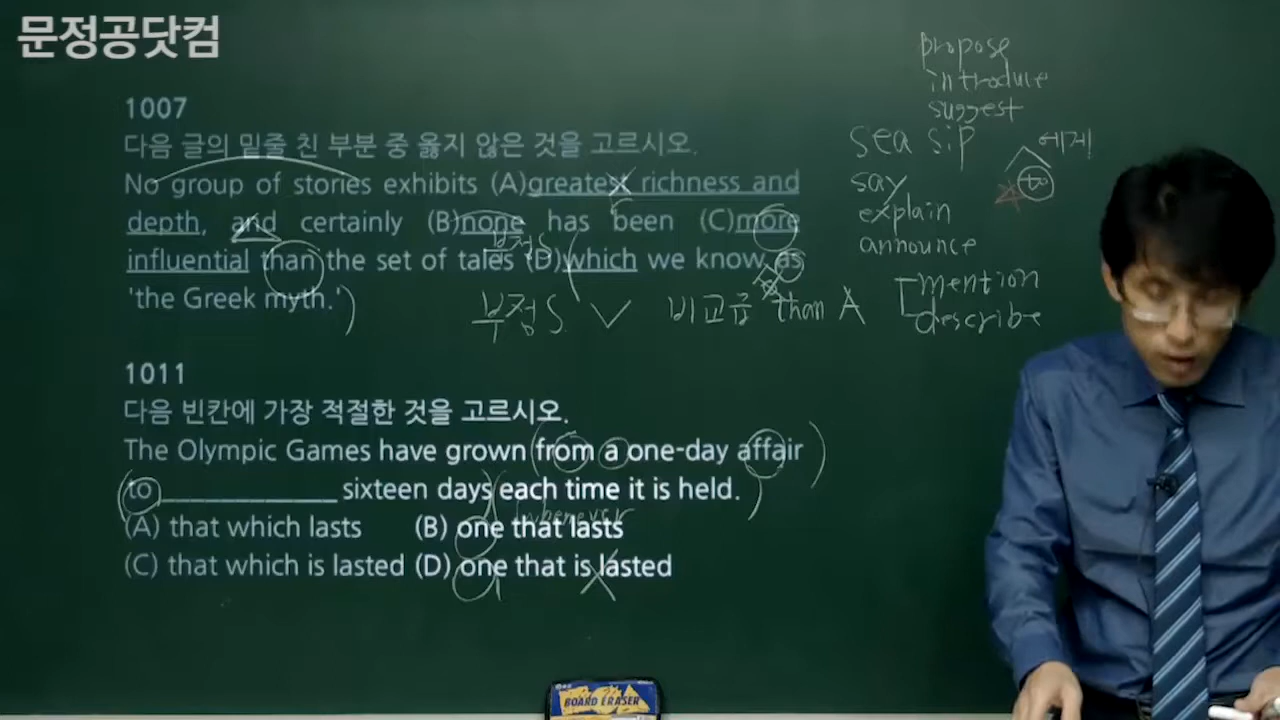 문정공닷컴
1007
다음 글의 밑줄 친 부분 중 옳지 않은 것을 고르시오.
No group of stories exhibits (A)greater richness and
depth, and certainly (B)none has been (C)more
influential than the set of tales (D)which we know as
'the Greek myth.'
부정S
부정S V 비교급 than A
1011
다음 빈칸에 가장 적절한 것을 고르시오.
The Olympic Games have grown from a one-day affair
to ______________ sixteen days each time it is held.
whenever
(A) that which lasts (B) one that lasts
(C) that which is lasted (D) one that is lasted
propose
introduce
suggest
sea sip
에게
say
to
explain
announce
mention
describe
BOARD ERASER